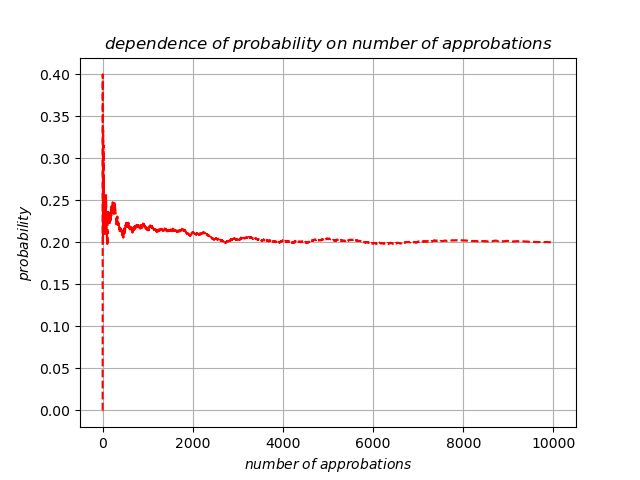 dependence of probability on number of approbations
0.40
0.35
0.30
0.25
0.20
0.15
0.10
0.05
0.00
probability
0 2000 4000 6000 8000 10000
number of approbations